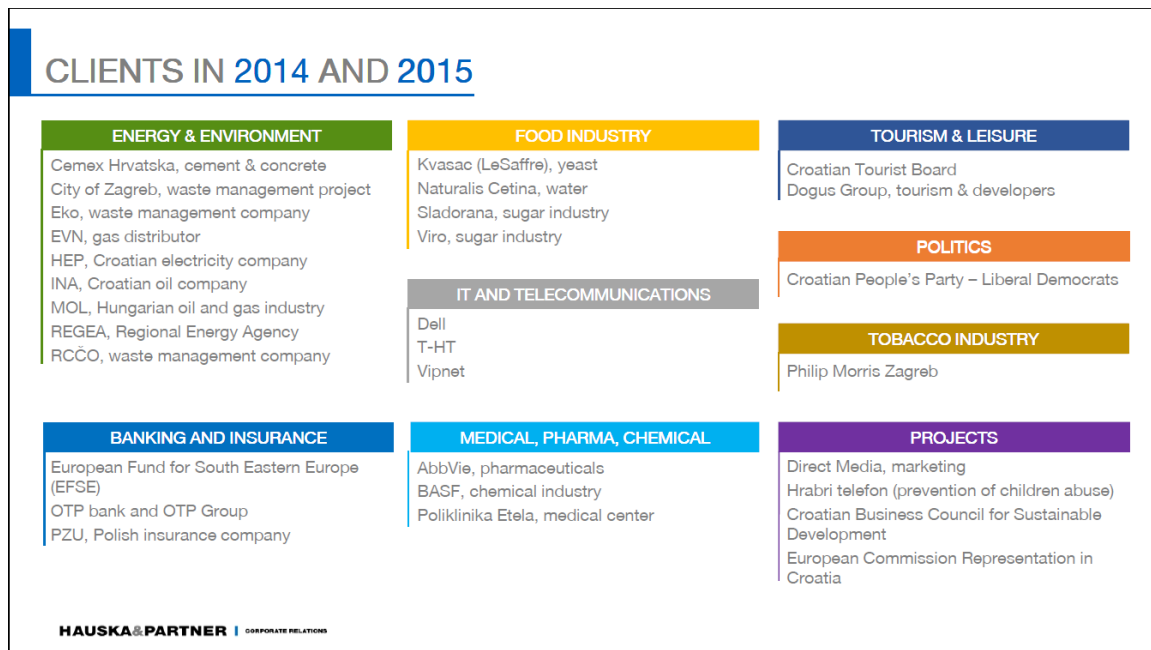 CLIENTS IN 2014 AND 2015
ENERGY & ENVIRONMENT
Cemex Hrvatska, cement & concrete
City of Zagreb, waste management project
Eko, waste management company
EVN, gas distributor
HEP, Croatian electricity company
INA, Croatian oil company
MOL, Hungarian oil and gas industry
REGEA, Regional Energy Agency
RCČO, waste management company
FOOD INDUSTRY
Kvasac (LeSaffre), yeast
Naturalis Cetina, water
Sladorana, sugar industry
Viro, sugar industry
IT AND TELECOMMUNICATIONS
Dell
T-HT
Vipnet
TOURISM & LEISURE
Croatian Tourist Board
Dogus Group, tourism & developers
POLITICS
Croatian People's Party – Liberal Democrats
TOBACCO INDUSTRY
Philip Morris Zagreb
BANKING AND INSURANCE
European Fund for South Eastern Europe
(EFSE)
OTP bank and OTP Group
PZU, Polish insurance company
MEDICAL, PHARMA, CHEMICAL
AbbVie, pharmaceuticals
BASF, chemical industry
Poliklinika Etela, medical center
PROJECTS
Direct Media, marketing
Hrabri telefon (prevention of children abuse)
Croatian Business Council for Sustainable
Development
European Commission Representation in
Croatia
HAUSKA&PARTNER | CORPORATE RELATIONS